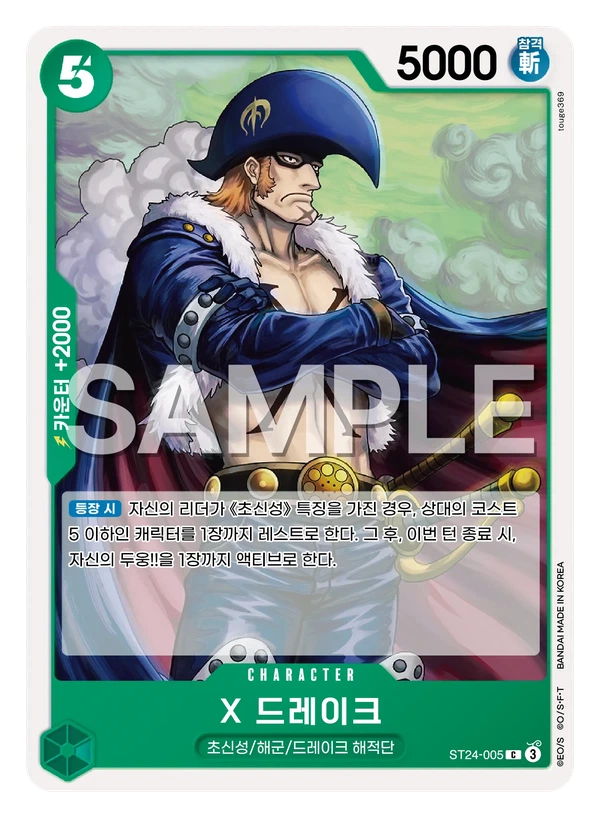 5
5000
참격
斬
touge369
카운터 +2000
SAMPLE
등장 시 자신의 리더가 《초신성》 특징을 가진 경우, 상대의 코스트
5 이하인 캐릭터를 1장까지 레스트로 한다. 그 후, 이번 턴 종료 시,
자신의 두웅!!을 1장까지 액티브로 한다.
CHARACTER
X 드레이크
초신성/해군/드레이크 해적단
ST24-005 C 3
©EO/S ©O/S·F·T BANDAI MADE IN KOREA